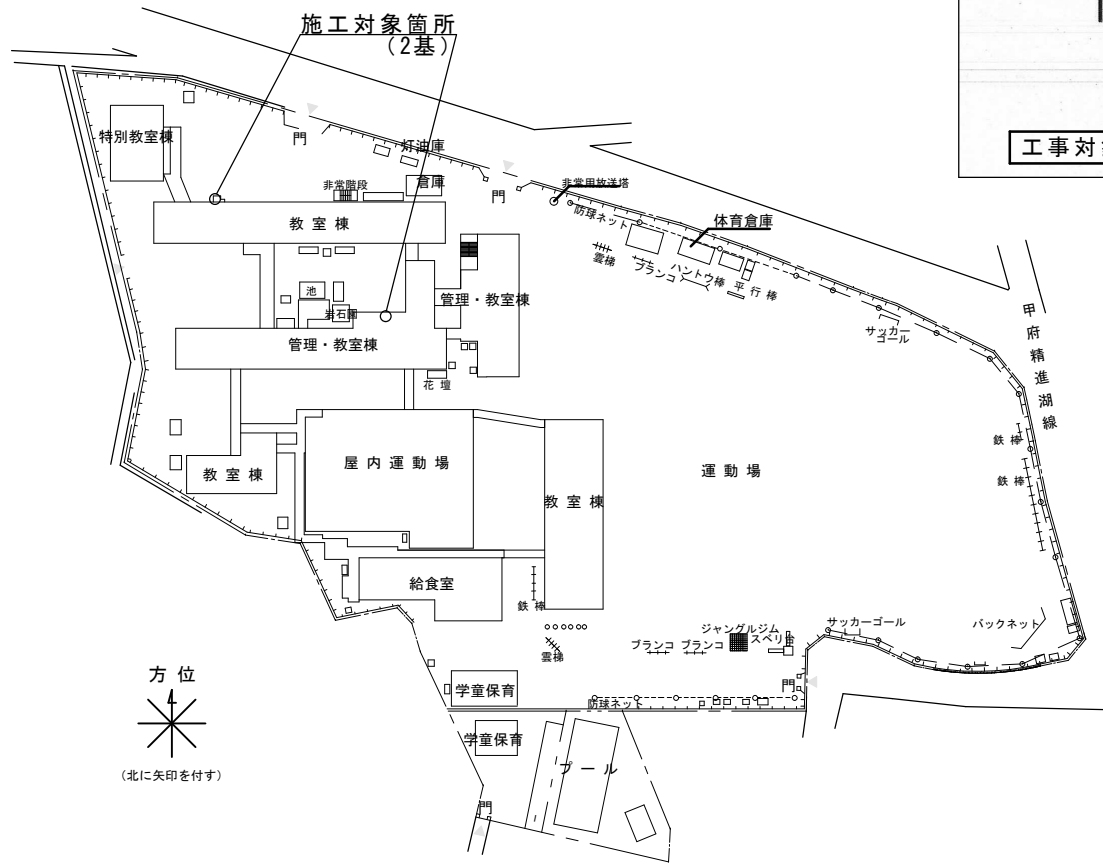 施工対象箇所
（2基）
工事対
特別教室棟
門
灯油庫
非常階段
倉庫
門
非常用放送塔
防球ネット
体育倉庫
教室棟
雲梯
ブランコ
ハントウ棒
平行棒
池
岩石園
管理・教室棟
管理・教室棟
サッカー
ゴール
甲府精進湖線
花壇
鉄棒
鉄棒
屋内運動場
運動場
教室棟
教室棟
給食室
鉄棒
雲梯
ブランコ
ブランコ
ジャングルジム
スベリ台
サッカーゴール
バックネット
方位
（北に矢印を付す）
学童保育
門
防球ネット
学童保育
プール
門